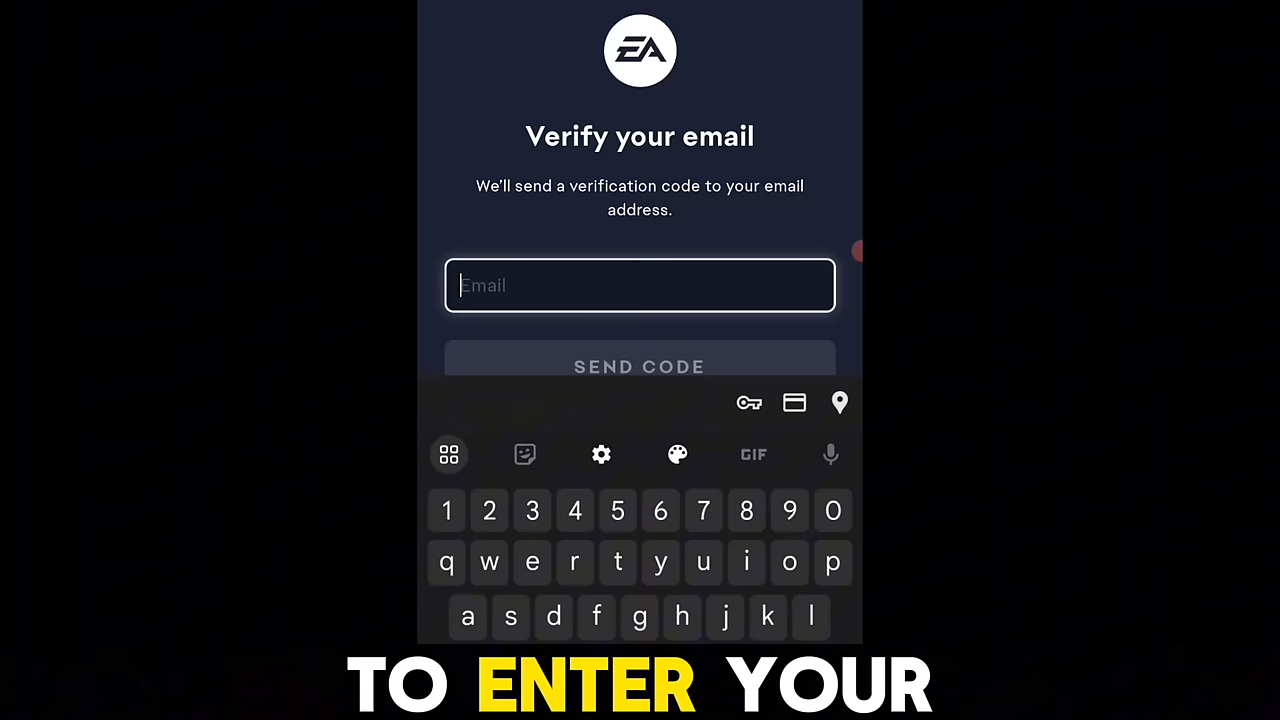 EA
Verify your email
We'll send a verification code to your email
address.
Email
SEND CODE
GIF
1 2 3 4 5 6 7 8 9 0
q w e r t y u i o p
a s d f g h j k l
TO ENTER YOUR